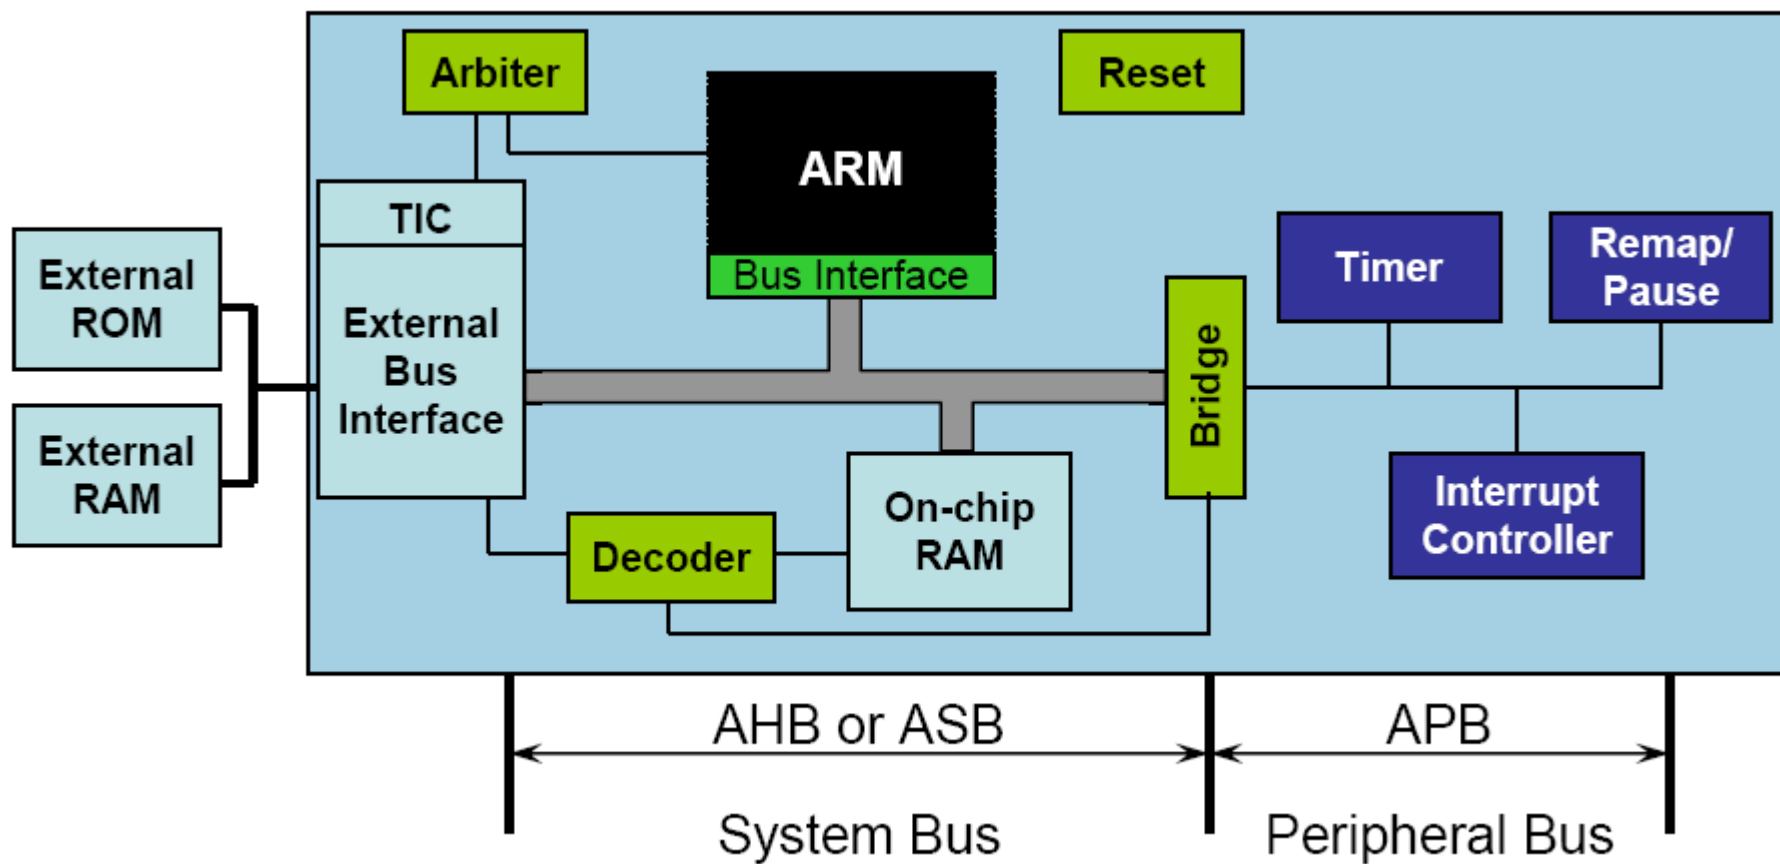 Arbiter
Reset
ARM
TIC
Bus Interface
External
ROM
External
Bus
Interface
External
RAM
Timer
Remap/
Pause
Bridge
On-chip
RAM
Decoder
Interrupt
Controller
AHB or ASB
APB
System Bus
Peripheral Bus